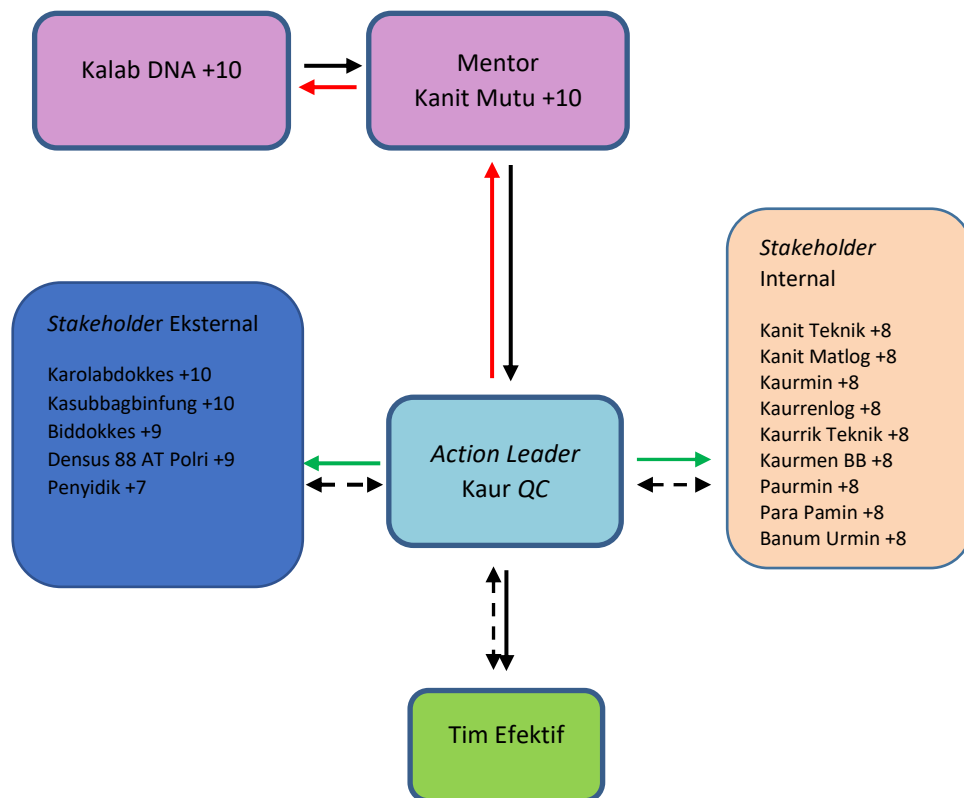 Kalab DNA +10
Mentor
Kanit Mutu +10
Stakeholder Eksternal
Karolabdokkes +10
Kasubbagbinfung +10
Biddokkes +9
Densus 88 AT Polri +9
Penyidik +7
Action Leader
Kaur QC
Stakeholder
Internal
Kanit Teknik +8
Kanit Matlog +8
Kaurmin +8
Kaurrenlog +8
Kaurrik Teknik +8
Kaurmen BB +8
Paurmin +8
Para Pamin +8
Banum Urmin +8
Tim Efektif